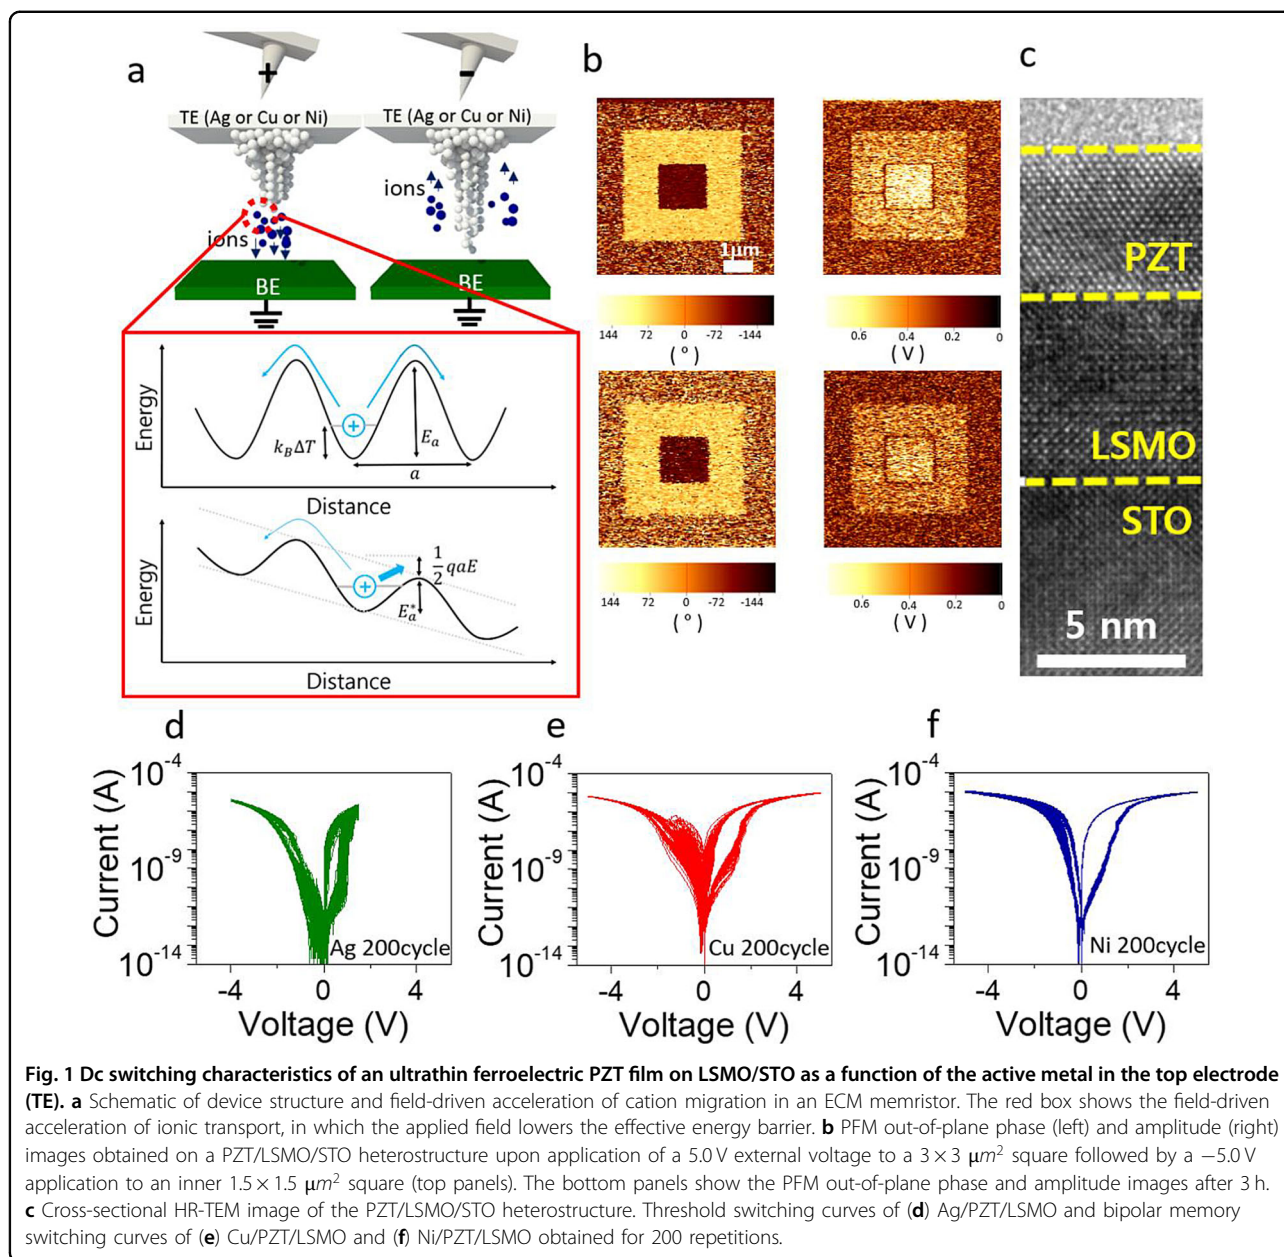 a
+
TE (Ag or Cu or Ni)
ions
BE
-
TE (Ag or Cu or Ni)
ions
BE
Energy
k_BΔT
+
E_a
a
Distance
Energy
+
1/2 qaE
E_a^*
Distance
b
1μm
144 72 0 -72 -144
( ° )
0.6 0.4 0.2 0
( V )
144 72 0 -72 -144
( ° )
0.6 0.4 0.2 0
( V )
c
PZT
LSMO
STO
5 nm
d
Current (A)
10^-4
10^-9
10^-14
Ag 200cycle
-4 0 4
Voltage (V)
e
Current (A)
10^-4
10^-9
10^-14
Cu 200cycle
-4 0 4
Voltage (V)
f
Current (A)
10^-4
10^-9
10^-14
Ni 200cycle
-4 0 4
Voltage (V)
Fig. 1 Dc switching characteristics of an ultrathin ferroelectric PZT film on LSMO/STO as a function of the active metal in the top electrode
(TE). a Schematic of device structure and field-driven acceleration of cation migration in an ECM memristor. The red box shows the field-driven
acceleration of ionic transport, in which the applied field lowers the effective energy barrier. b PFM out-of-plane phase (left) and amplitude (right)
images obtained on a PZT/LSMO/STO heterostructure upon application of a 5.0 V external voltage to a 3 × 3 μm² square followed by a −5.0 V
application to an inner 1.5 × 1.5 μm² square (top panels). The bottom panels show the PFM out-of-plane phase and amplitude images after 3 h.
c Cross-sectional HR-TEM image of the PZT/LSMO/STO heterostructure. Threshold switching curves of (d) Ag/PZT/LSMO and bipolar memory
switching curves of (e) Cu/PZT/LSMO and (f) Ni/PZT/LSMO obtained for 200 repetitions.